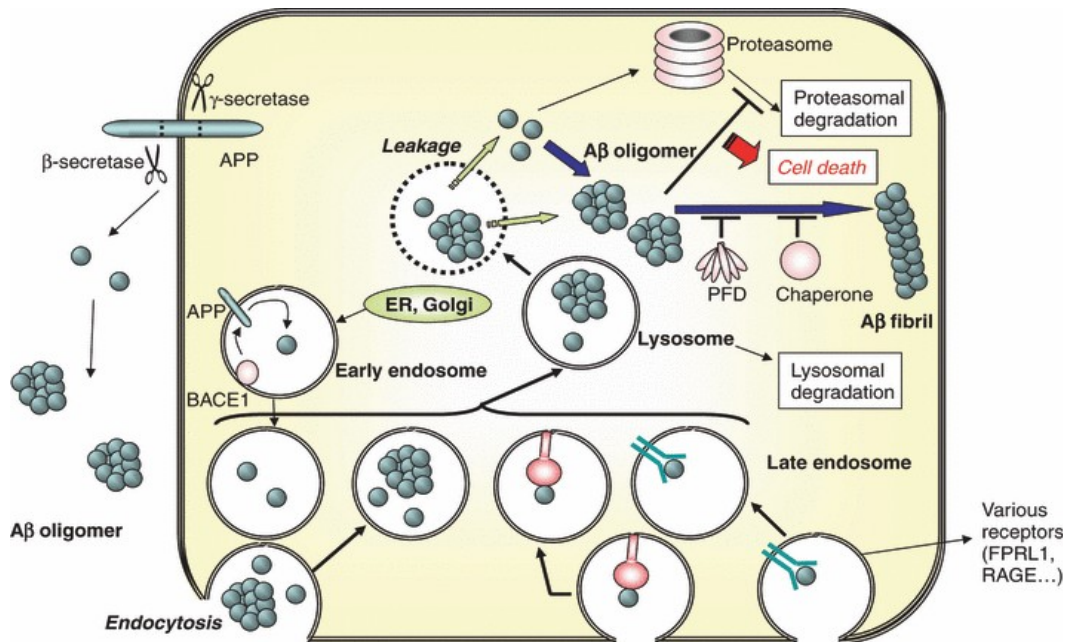 Proteasome
γ-secretase
Proteasomal
degradation
APP
β-secretase
Leakage
Aβ oligomer
Cell death
PFD
Chaperone
Aβ fibril
APP
ER, Golgi
Lysosome
Early endosome
Lysosomal
degradation
BACE1
Late endosome
Aβ oligomer
Various
receptors
(FPRL1,
RAGE...)
Endocytosis